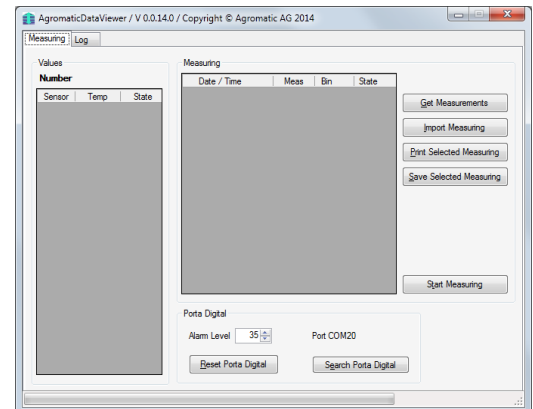 AgromaticDataViewer / V 0.0.14.0 / Copyright © Agromatic AG 2014
Measuring Log
Values
Number
Sensor Temp State
Measuring
Date / Time Meas Bin State
Get Measurements
Import Measuring
Print Selected Measuring
Save Selected Measuring
Start Measuring
Porta Digital
Alarm Level 35 Port COM20
Reset Porta Digital Search Porta Digital